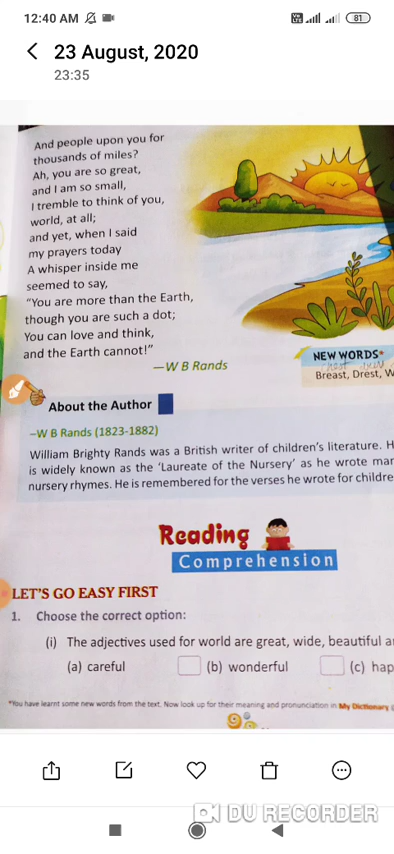 12:40 AM
81
23 August, 2020
23:35
And people upon you for
thousands of miles?
Ah, you are so great,
and I am so small,
I tremble to think of you,
world, at all;
and yet, when I said
my prayers today
A whisper inside me
seemed to say,
"You are more than the Earth,
though you are such a dot;
You can love and think,
and the Earth cannot!"
—W B Rands
NEW WORDS*
Breast, Drest, W
About the Author
–W B Rands (1823-1882)
William Brighty Rands was a British writer of children's literature. H
is widely known as the 'Laureate of the Nursery' as he wrote mar
nursery rhymes. He is remembered for the verses he wrote for childre
Reading
Comprehension
LET'S GO EASY FIRST
1. Choose the correct option:
(i) The adjectives used for world are great, wide, beautiful a
(a) careful (b) wonderful (c) hap
*You have learnt some new words from the text. Now look up for their meaning and pronunciation in My Dictionary
DU RECORDER